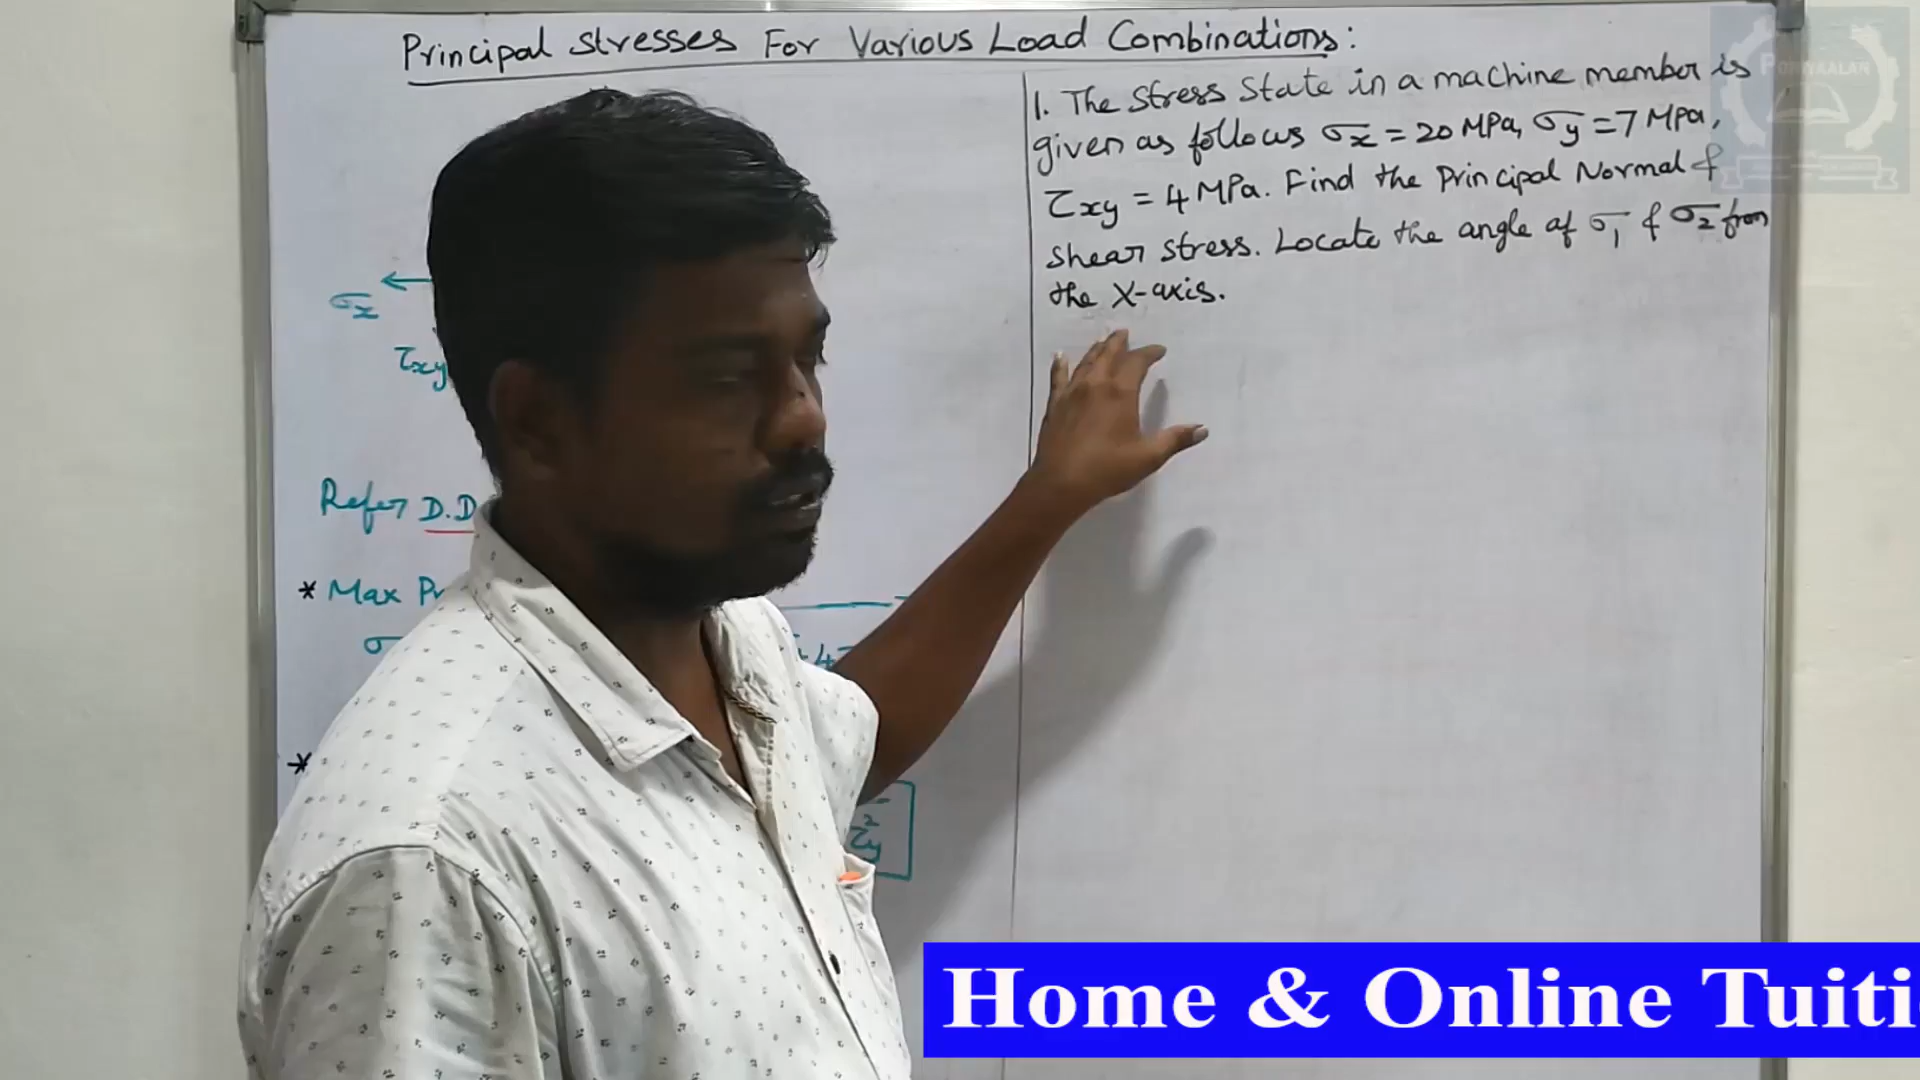 Principal Stresses For Various Load Combinations:
1. The Stress State in a machine member is
given as follows σx = 20 MPa, σy = 7 MPa,
τxy = 4 MPa. Find the Principal Normal &
Shear stress. Locate the angle of σ1 & σ2 from
the X-axis.
σx
τxy
Refer D.D
* Max Pr
σ
*
Home & Online Tuiti